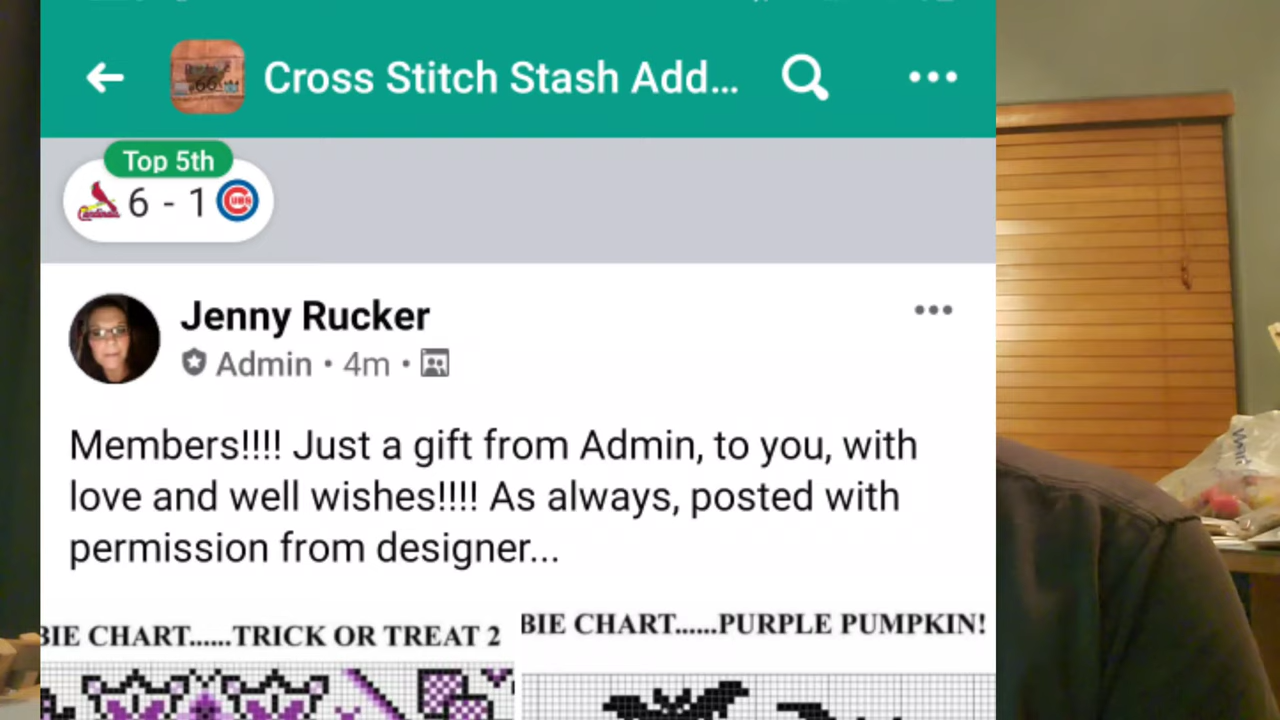 Cross Stitch Stash Add...
Top 5th
6 - 1
Jenny Rucker
Admin • 4m •
Members!!!! Just a gift from Admin, to you, with
love and well wishes!!!! As always, posted with
permission from designer...
BIE CHART......TRICK OR TREAT 2
BIE CHART......PURPLE PUMPKIN!